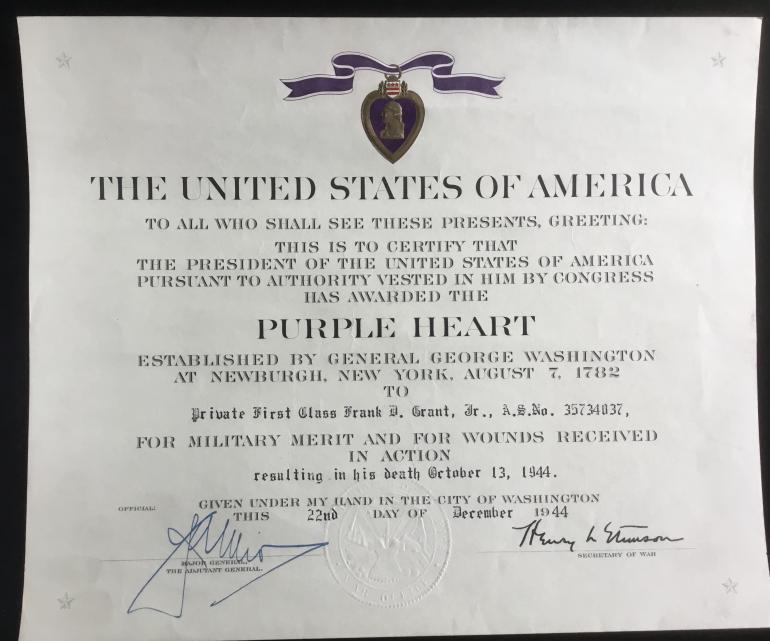 THE UNITED STATES OF AMERICA
TO ALL WHO SHALL SEE THESE PRESENTS, GREETING:
THIS IS TO CERTIFY THAT
THE PRESIDENT OF THE UNITED STATES OF AMERICA
PURSUANT TO AUTHORITY VESTED IN HIM BY CONGRESS
HAS AWARDED THE
PURPLE HEART
ESTABLISHED BY GENERAL GEORGE WASHINGTON
AT NEWBURGH, NEW YORK, AUGUST 7, 1782
TO
Private First Class Frank D. Grant, Jr., A.S.No. 35734037,
FOR MILITARY MERIT AND FOR WOUNDS RECEIVED
IN ACTION
resulting in his death October 13, 1944.
GIVEN UNDER MY HAND IN THE CITY OF WASHINGTON
OFFICIAL:
THIS 22nd DAY OF December 1944
Henry L Stimson
SECRETARY OF WAR
MAJOR GENERAL,
THE ADJUTANT GENERAL.